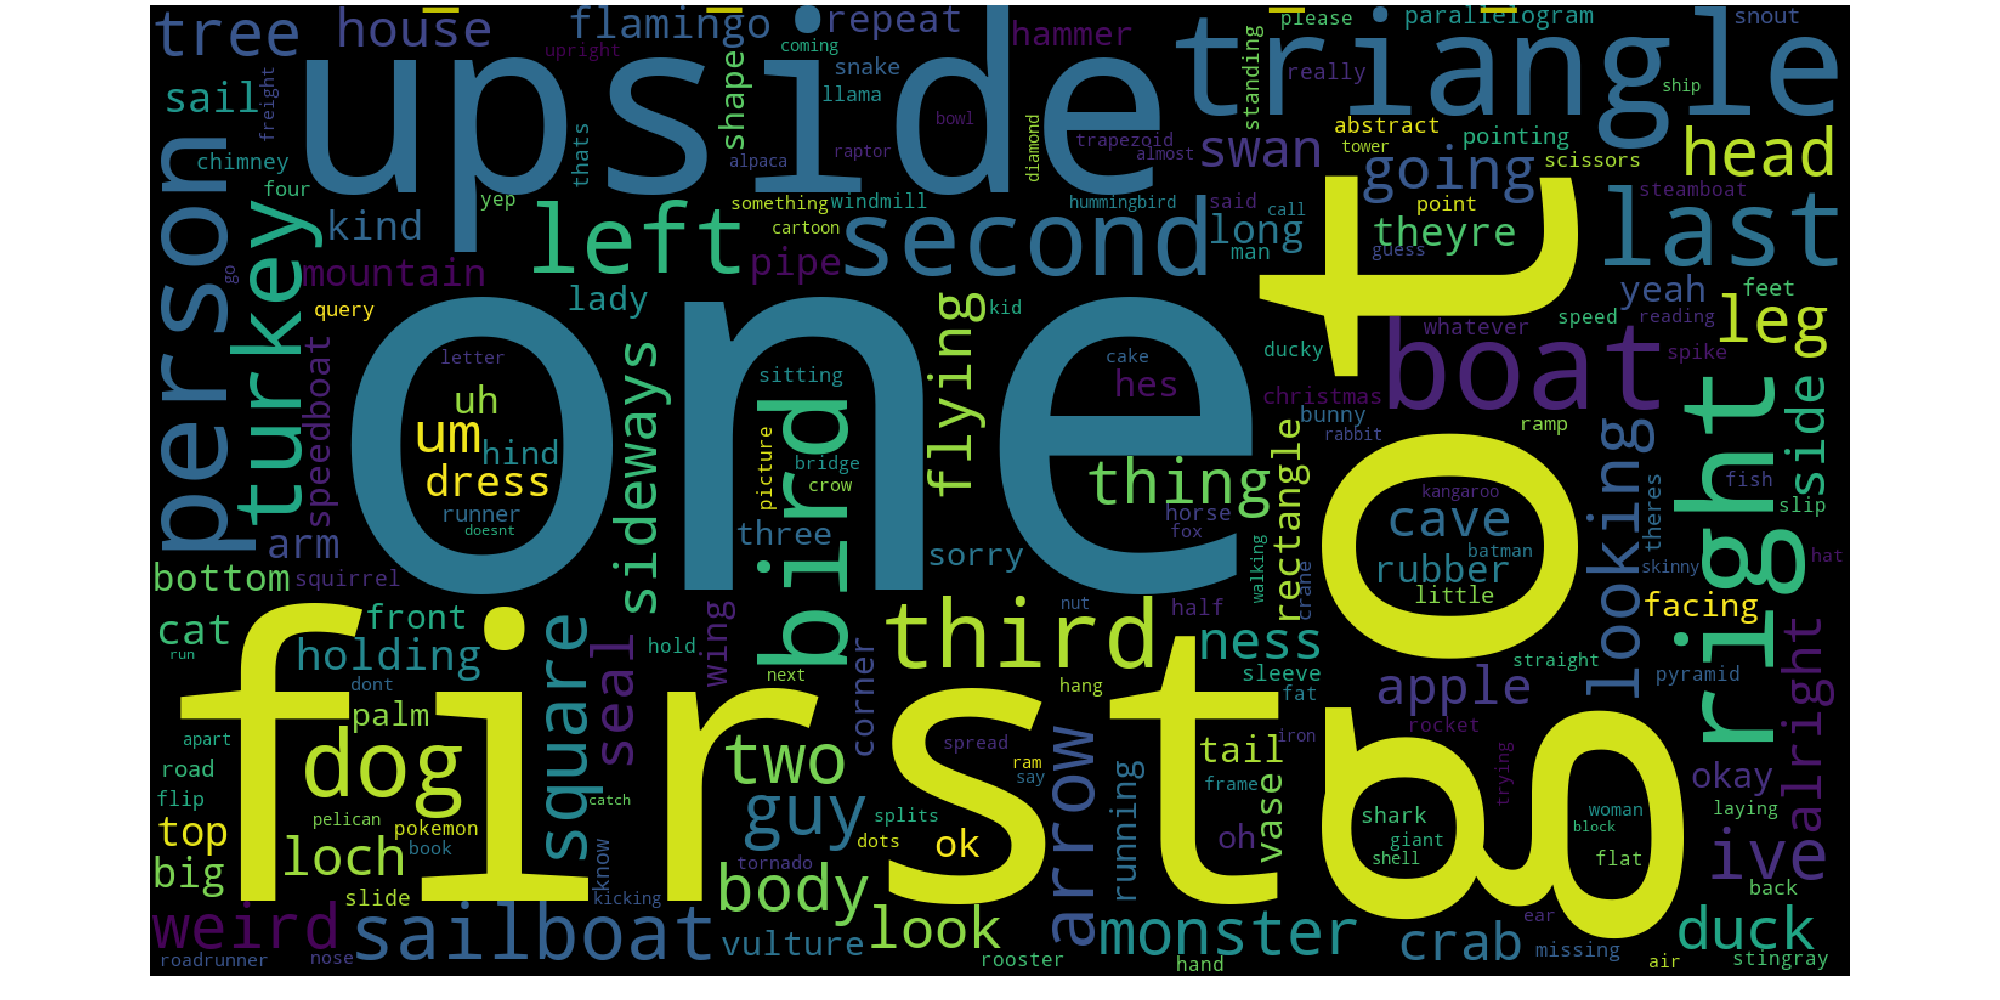 tree
house
flamingo
repeat
hammer
please
parallelogram
snout
upright
coming
upside
triangle
sail
freight
shape
snake
llama
standing
really
ship
person
thats
bowl
diamond
trapezoid
abstract
pointing
head
chimney
alpaca
raptor
almost
swan
tower
going
scissors
four
turkey
yep
something
windmill
hummingbird
said
call
point
steamboat
last
kind
left
cartoon
second
long
man
theyre
guess
go
mountain
pipe
lady
query
flying
kid
got
yeah
feet
reading
leg
speed
whatever
boat
spike
speedboat
letter
one
sideways
sitting
cake
hes
ducky
christmas
bunny
rabbit
ramp
looking
right
side
uh
um
hind
dress
runner
doesnt
picture
bird
bridge
crow
thing
rectangle
horse
fox
kangaroo
cave
batman
rubber
little
theres
fish
slip
skinny
hat
arm
three
sorry
walking
crane
bottom
squirrel
first
facing
cat
run
front
holding
square
seal
hold
wing
nut
half
third
ness
sleeve
fat
straight
pyramid
alright
dont
next
corner
hang
apple
palm
apart
dog
road
two
spread
arrow
tail
iron
rocket
trying
okay
ram
say
frame
flip
catch
guy
splits
running
vase
shark
giant
shell
woman
block
flat
laying
pelican
pokemon
book
top
loch
dots
ok
oh
ive
big
know
tornado
body
slide
kicking
back
weird
sailboat
look
monster
crab
ear
missing
duck
vulture
roadrunner
nose
rooster
hand
air
stingray